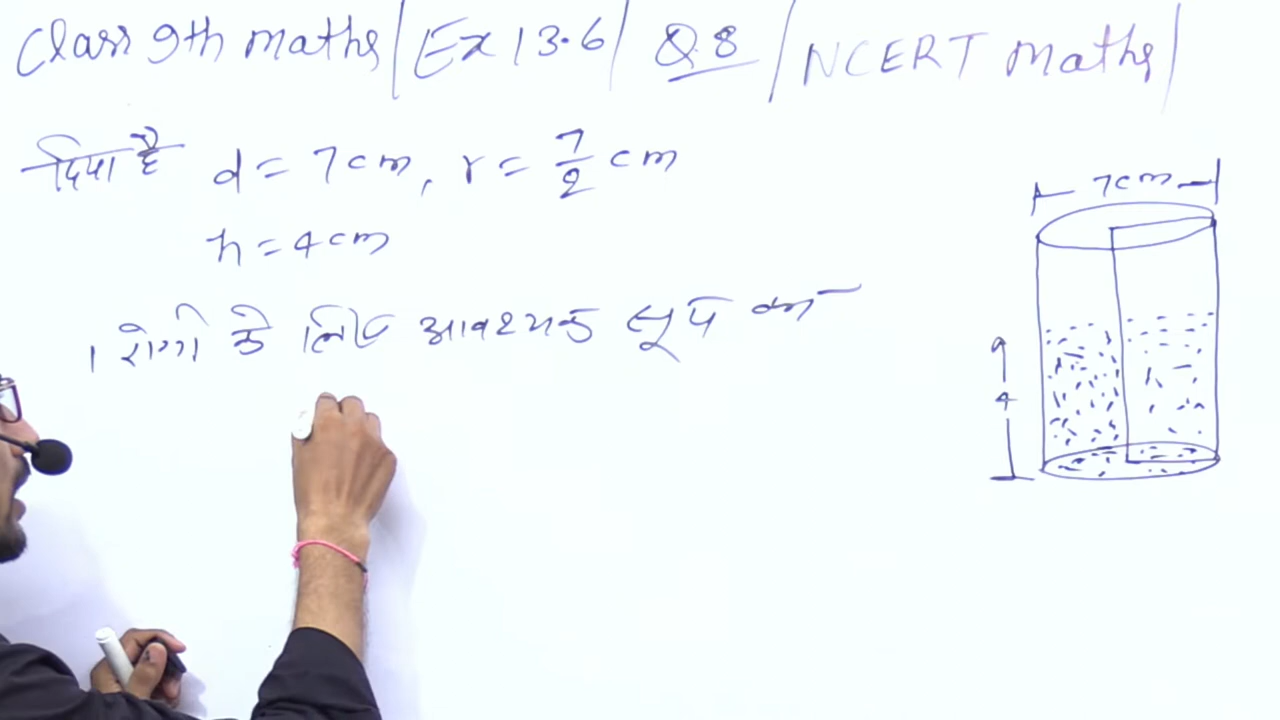 Class 9th maths | Ex 13.6 | Q.8 | NCERT Maths |
दिया है d = 7cm, r = 7/2 cm
h = 4cm
1 रोगी के लिए आवश्यक सूप का
7cm
4